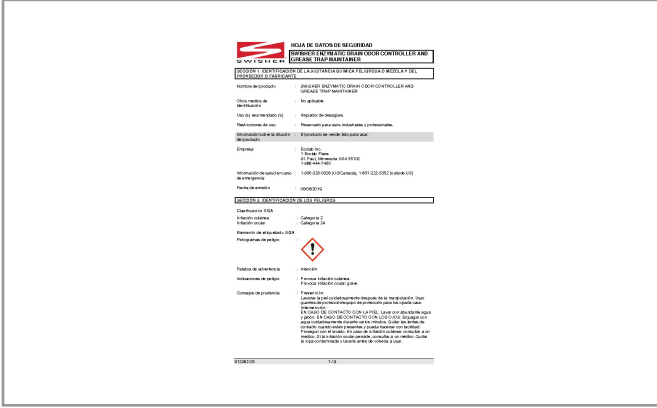 HOJA DE DATOS DE SEGURIDAD
SWISHER
SWISHER ENZYMATIC DRAIN ODOR CONTROLLER AND
GREASE TRAP MAINTAINER
SECCIÓN 1. IDENTIFICACIÓN DE LA SUSTANCIA QUIMICA PELIGROSA O MEZCLA Y DEL
PROVEEDOR O FABRICANTE
Nombre del producto : SWISHER ENZYMATIC DRAIN ODOR CONTROLLER AND
GREASE TRAP MAINTAINER
Otros medios de : No aplicable
identificación
Uso(s) recomendado(s) : limpiador de desagües
Restricciones de uso : Reservado para usos industriales y profesionales.
Información sobre la dilución : El producto se vende listo para usar.
del producto
Empresa : Ecolab Inc.
1 Ecolab Place
St. Paul, Minnesota USA 55102
1-800-444-7450
Información de salud en caso : 1-800-328-0026 (US/Canada), 1-651-222-5352 (outside US)
de emergencia
Fecha de emisión : 08/06/2019
SECCIÓN 2. IDENTIFICACIÓN DE LOS PELIGROS
Clasificación SGA
Irritación cutánea : Categoría 2
Irritación ocular : Categoría 2A
Elemento de etiquetado SGA
Pictogramas de peligro :
Palabra de advertencia : Atención
Indicaciones de peligro : Provoca irritación cutánea.
Provoca irritación ocular grave.
Consejos de prudencia : Prevención:
Lavarse la piel cuidadosamente después de la manipulación. Usar
guantes de protección/equipo de protección para los ojos/la cara.
Intervención:
EN CASO DE CONTACTO CON LA PIEL: Lavar con abundante agua
y jabón. EN CASO DE CONTACTO CON LOS OJOS: Enjuagar con
agua cuidadosamente durante varios minutos. Quitar las lentes de
contacto cuando estén presentes y pueda hacerse con facilidad.
Proseguir con el lavado. En caso de irritación cutánea: consultar a un
médico. Si la irritación ocular persiste, consultar a un médico. Quitar
la ropa contaminada y lavarla antes de volverla a usar.
1 / 8